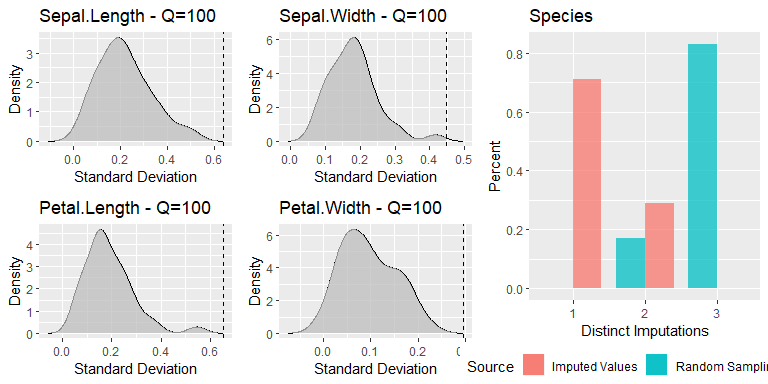 Sepal.Length - Q=100
Density
3
2
1
0
0.0 0.2 0.4 0.6
Standard Deviation
Sepal.Width - Q=100
Density
6
4
2
0
0.0 0.1 0.2 0.3 0.4 0.5
Standard Deviation
Petal.Length - Q=100
Density
4
3
2
1
0
0.0 0.2 0.4 0.6
Standard Deviation
Petal.Width - Q=100
Density
6
4
2
0
0.0 0.1 0.2
Standard Deviation
Species
Percent
0.8
0.6
0.4
0.2
0.0
1 2 3
Distinct Imputations
Source Imputed Values Random Samplin